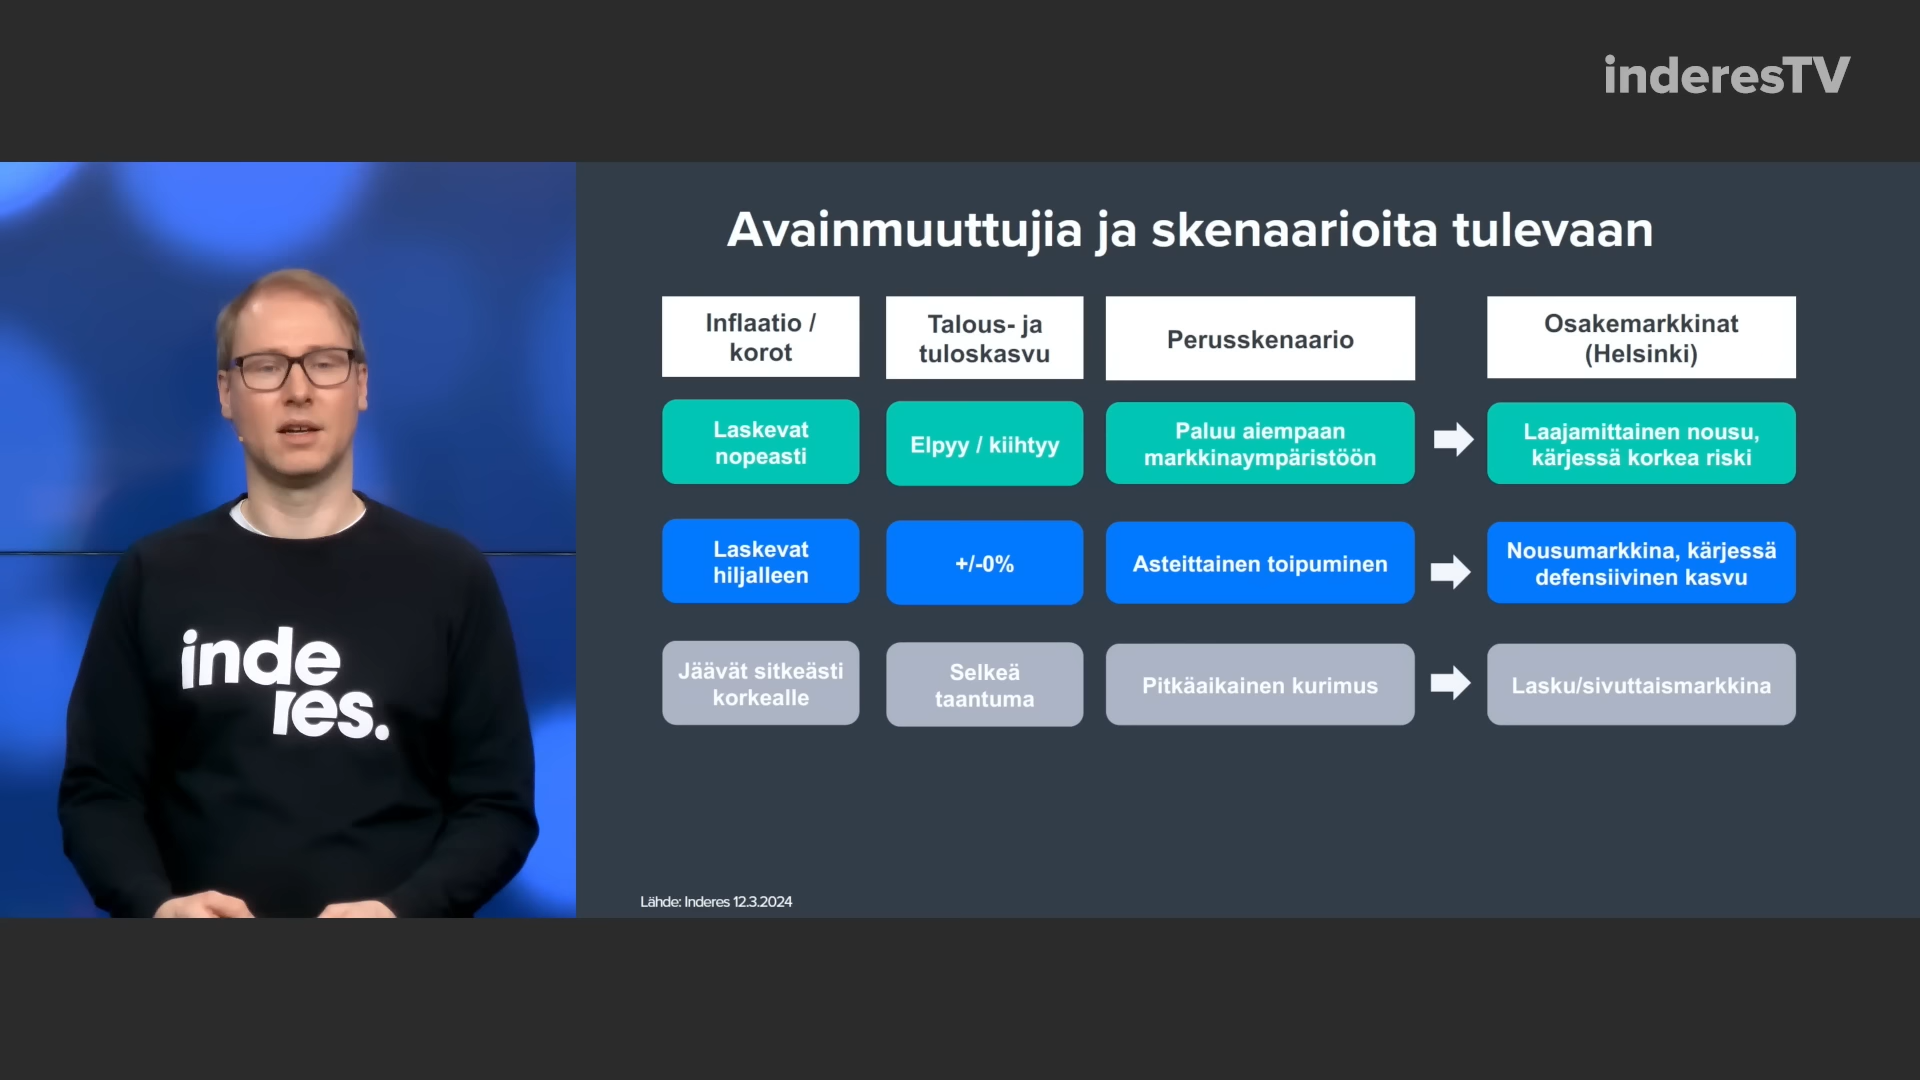 inderesTV
Avainmuuttujia ja skenaarioita tulevaan
Inflaatio /
korot
Talous- ja
tuloskasvu
Perusskenaario
Osakemarkkinat
(Helsinki)
Laskevat
nopeasti
Elpyy / kiihtyy
Paluu aiempaan
markkinaympäristöön
Laajamittainen nousu,
kärjessä korkea riski
Laskevat
hiljalleen
+/-0%
Asteittainen toipuminen
Nousumarkkina, kärjessä
defensiivinen kasvu
Jäävät sitkeästi
korkealle
Selkeä
taantuma
Pitkäaikainen kurimus
Lasku/sivuttaismarkkina
inde
res.
Lähde: Inderes 12.3.2024